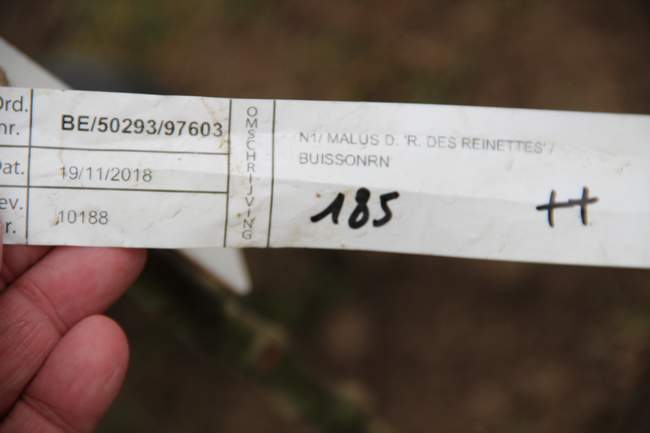 Ord.
nr.
BE/50293/97603
Dat.
19/11/2018
ev.
r.
10188
OMSCHRIJVING
N1/ MALUS D. 'R. DES REINETTES' /
BUISSONRN
185
++